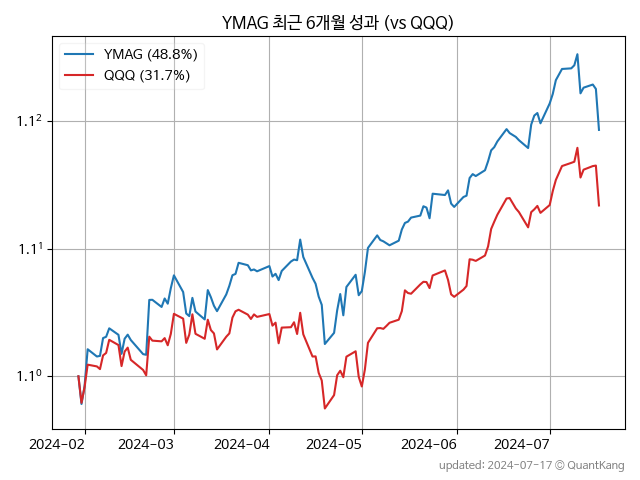 YMAG 최근 6개월 성과 (vs QQQ)
YMAG (48.8%)
QQQ (31.7%)
1.1²
1.1¹
1.1⁰
2024-02 2024-03 2024-04 2024-05 2024-06 2024-07
updated: 2024-07-17 © QuantKang